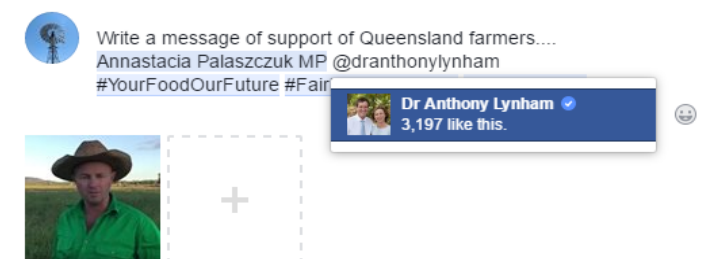 Write a message of support of Queensland farmers....
Annastacia Palaszczuk MP @dranthonylynham
#YourFoodOurFuture #Fair
Dr Anthony Lynham
3,197 like this.